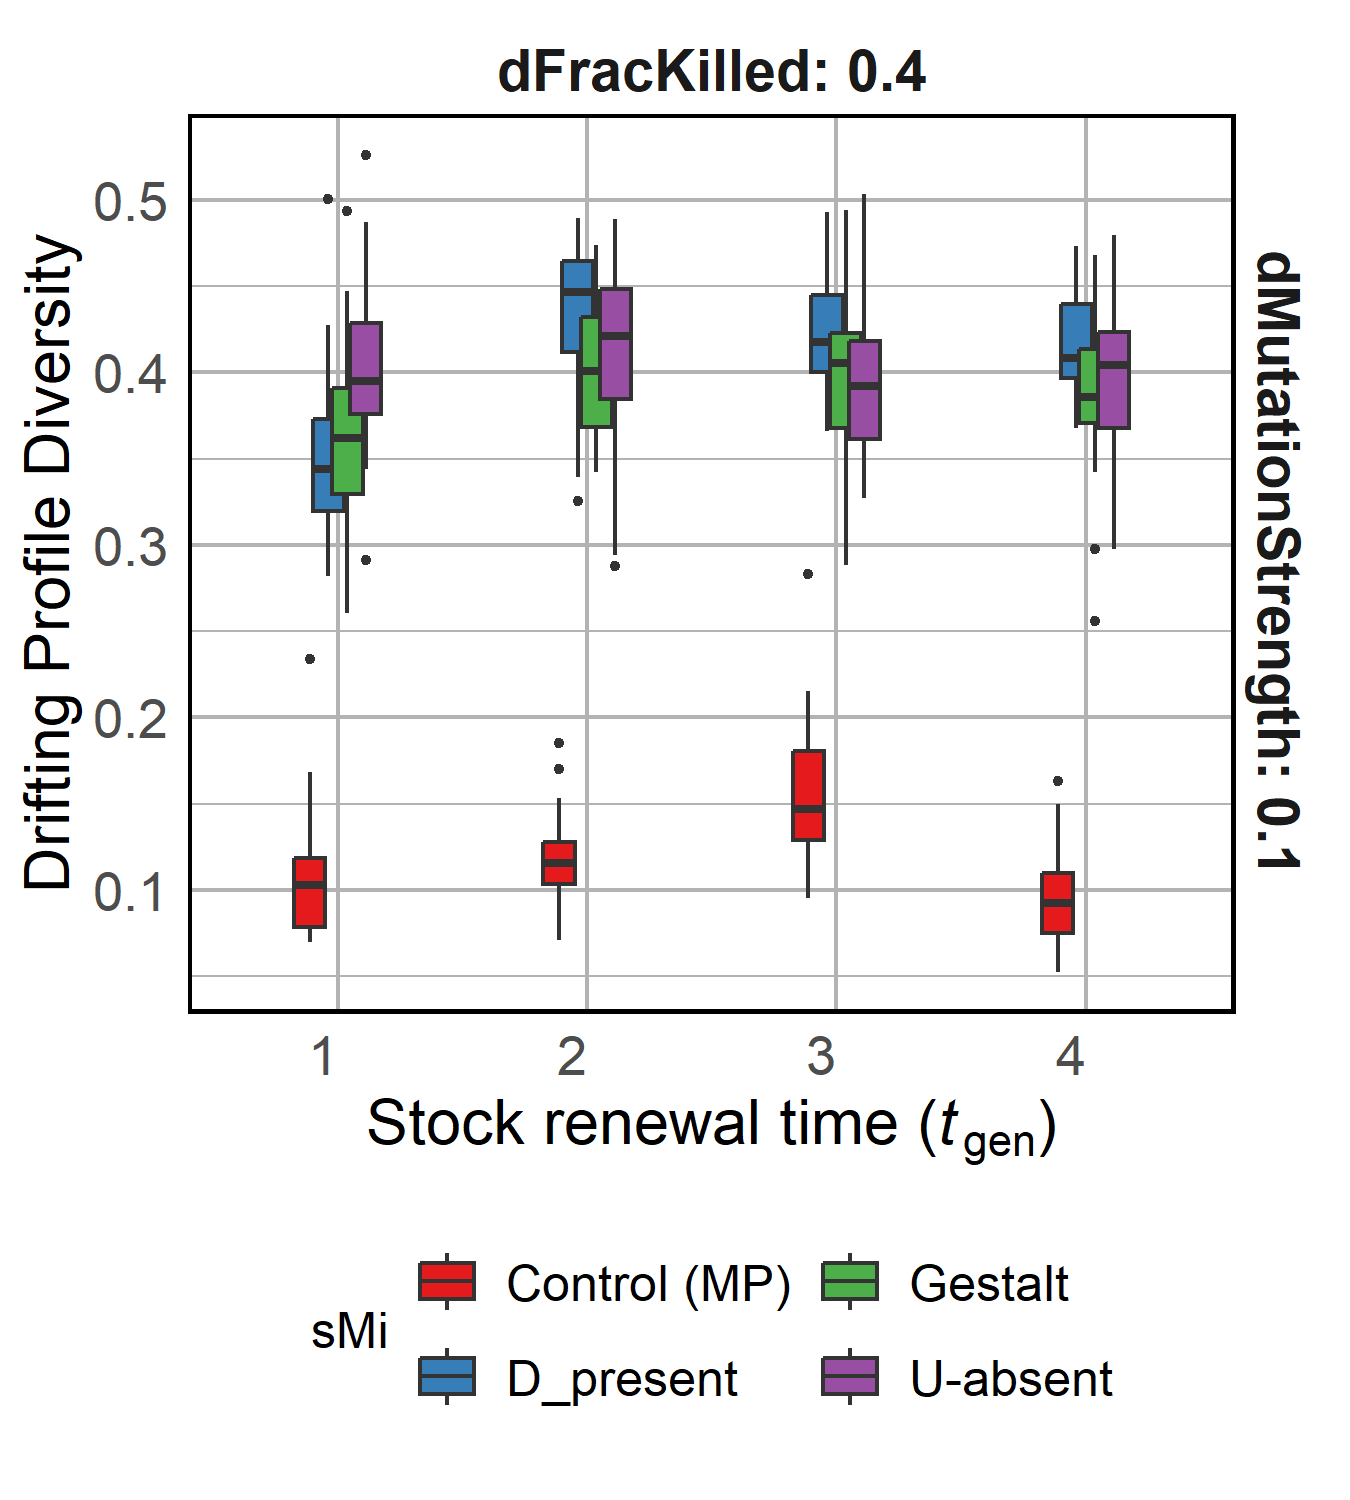 dFracKilled: 0.4
Drifting Profile Diversity
0.5
0.4
0.3
0.2
0.1
dMutationStrength: 0.1
1 2 3 4
Stock renewal time (tgen)
sMi
Control (MP) Gestalt
D_present U-absent